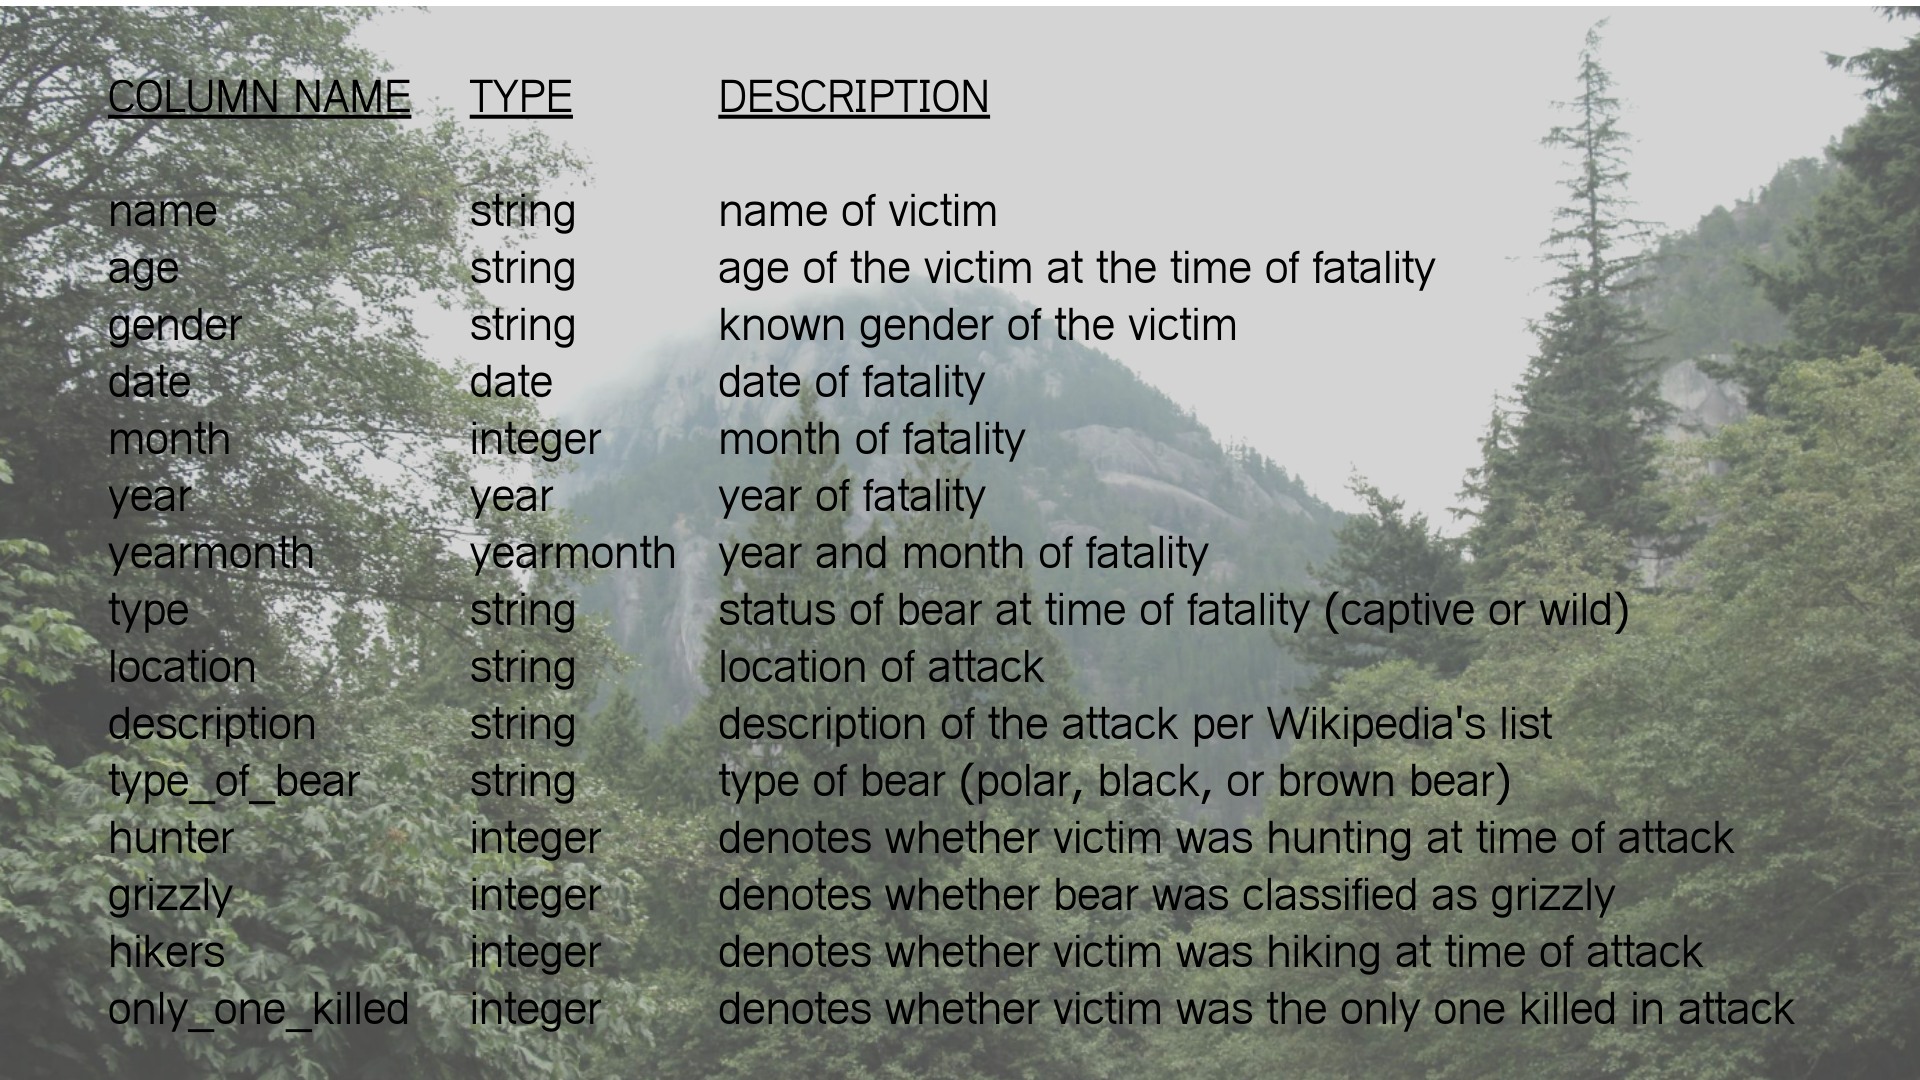 COLUMN NAME TYPE DESCRIPTION
name string name of victim
age string age of the victim at the time of fatality
gender string known gender of the victim
date date date of fatality
month integer month of fatality
year year year of fatality
yearmonth yearmonth year and month of fatality
type string status of bear at time of fatality (captive or wild)
location string location of attack
description string description of the attack per Wikipedia's list
type_of_bear string type of bear (polar, black, or brown bear)
hunter integer denotes whether victim was hunting at time of attack
grizzly integer denotes whether bear was classified as grizzly
hikers integer denotes whether victim was hiking at time of attack
only_one_killed integer denotes whether victim was the only one killed in attack